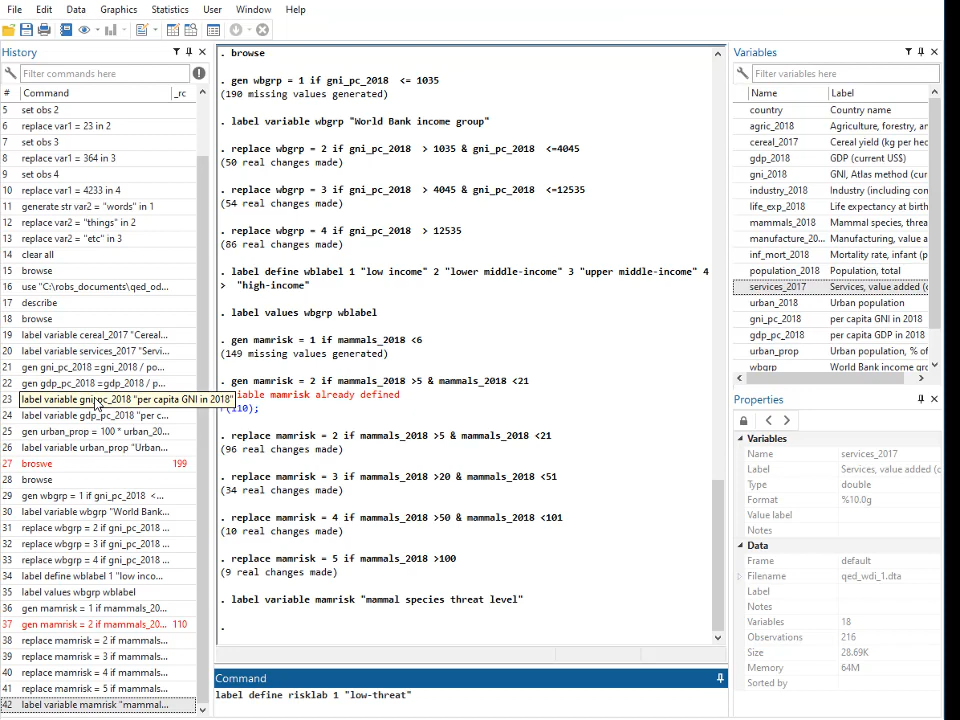 File Edit Data Graphics Statistics User Window Help
History
Filter commands here
# Command _rc
5 set obs 2
6 replace var1 = 23 in 2
7 set obs 3
8 replace var1 = 364 in 3
9 set obs 4
10 replace var1 = 4233 in 4
11 generate str var2 = "words" in 1
12 replace var2 = "things" in 2
13 replace var2 = "etc" in 3
14 clear all
15 browse
16 use "C:\robs_documents\qed_od...
17 describe
18 browse
19 label variable cereal_2017 "Cereal...
20 label variable services_2017 "Servi...
21 gen gni_pc_2018 =gni_2018 / po...
22 gen gdp_pc_2018 =gdp_2018 / p...
23 label variable gni_pc_2018 "per capita GNI in 2018"
24 label variable gdp_pc_2018 "per c...
25 gen urban_prop = 100 * urban_20...
26 label variable urban_prop "Urban...
27 broswe 199
28 browse
29 gen wbgrp = 1 if gni_pc_2018 <...
30 label variable wbgrp "World Bank...
31 replace wbgrp = 2 if gni_pc_2018 ...
32 replace wbgrp = 3 if gni_pc_2018 ...
33 replace wbgrp = 4 if gni_pc_2018 ...
34 label define wblabel 1 "low inco...
35 label values wbgrp wblabel
36 gen mamrisk = 1 if mammals_20...
37 gen mamrisk = 2 if mammals_20... 110
38 replace mamrisk = 2 if mammals...
39 replace mamrisk = 3 if mammals...
40 replace mamrisk = 4 if mammals...
41 replace mamrisk = 5 if mammals...
42 label variable mamrisk "mammal...
. browse
. gen wbgrp = 1 if gni_pc_2018 <= 1035
(190 missing values generated)
. label variable wbgrp "World Bank income group"
. replace wbgrp = 2 if gni_pc_2018 > 1035 & gni_pc_2018 <=4045
(50 real changes made)
. replace wbgrp = 3 if gni_pc_2018 > 4045 & gni_pc_2018 <=12535
(54 real changes made)
. replace wbgrp = 4 if gni_pc_2018 > 12535
(86 real changes made)
. label define wblabel 1 "low income" 2 "lower middle-income" 3 "upper middle-income" 4
> "high-income"
. label values wbgrp wblabel
. gen mamrisk = 1 if mammals_2018 <6
(149 missing values generated)
. gen mamrisk = 2 if mammals_2018 >5 & mammals_2018 <21
iable mamrisk already defined
r(110);
. replace mamrisk = 2 if mammals_2018 >5 & mammals_2018 <21
(96 real changes made)
. replace mamrisk = 3 if mammals_2018 >20 & mammals_2018 <51
(34 real changes made)
. replace mamrisk = 4 if mammals_2018 >50 & mammals_2018 <101
(10 real changes made)
. replace mamrisk = 5 if mammals_2018 >100
(9 real changes made)
. label variable mamrisk "mammal species threat level"
.
Command
label define risklab 1 "low-threat"
Variables
Filter variables here
Name Label
country Country name
agric_2018 Agriculture, forestry, an
cereal_2017 Cereal yield (kg per hec
gdp_2018 GDP (current US$)
gni_2018 GNI, Atlas method (cur
industry_2018 Industry (including con
life_exp_2018 Life expectancy at birth
mammals_2018 Mammal species, threa
manufacture_20... Manufacturing, value a
inf_mort_2018 Mortality rate, infant (p
population_2018 Population, total
services_2017 Services, value added (c
urban_2018 Urban population
gni_pc_2018 per capita GNI in 2018
gdp_pc_2018 per capita GDP in 2018
urban_prop Urban population, % of
wbgrp World Bank income gr
Properties
Variables
Name services_2017
Label Services, value added (c
Type double
Format %10.0g
Value label
Notes
Data
Frame default
Filename qed_wdi_1.dta
Label
Notes
Variables 18
Observations 216
Size 28.69K
Memory 64M
Sorted by